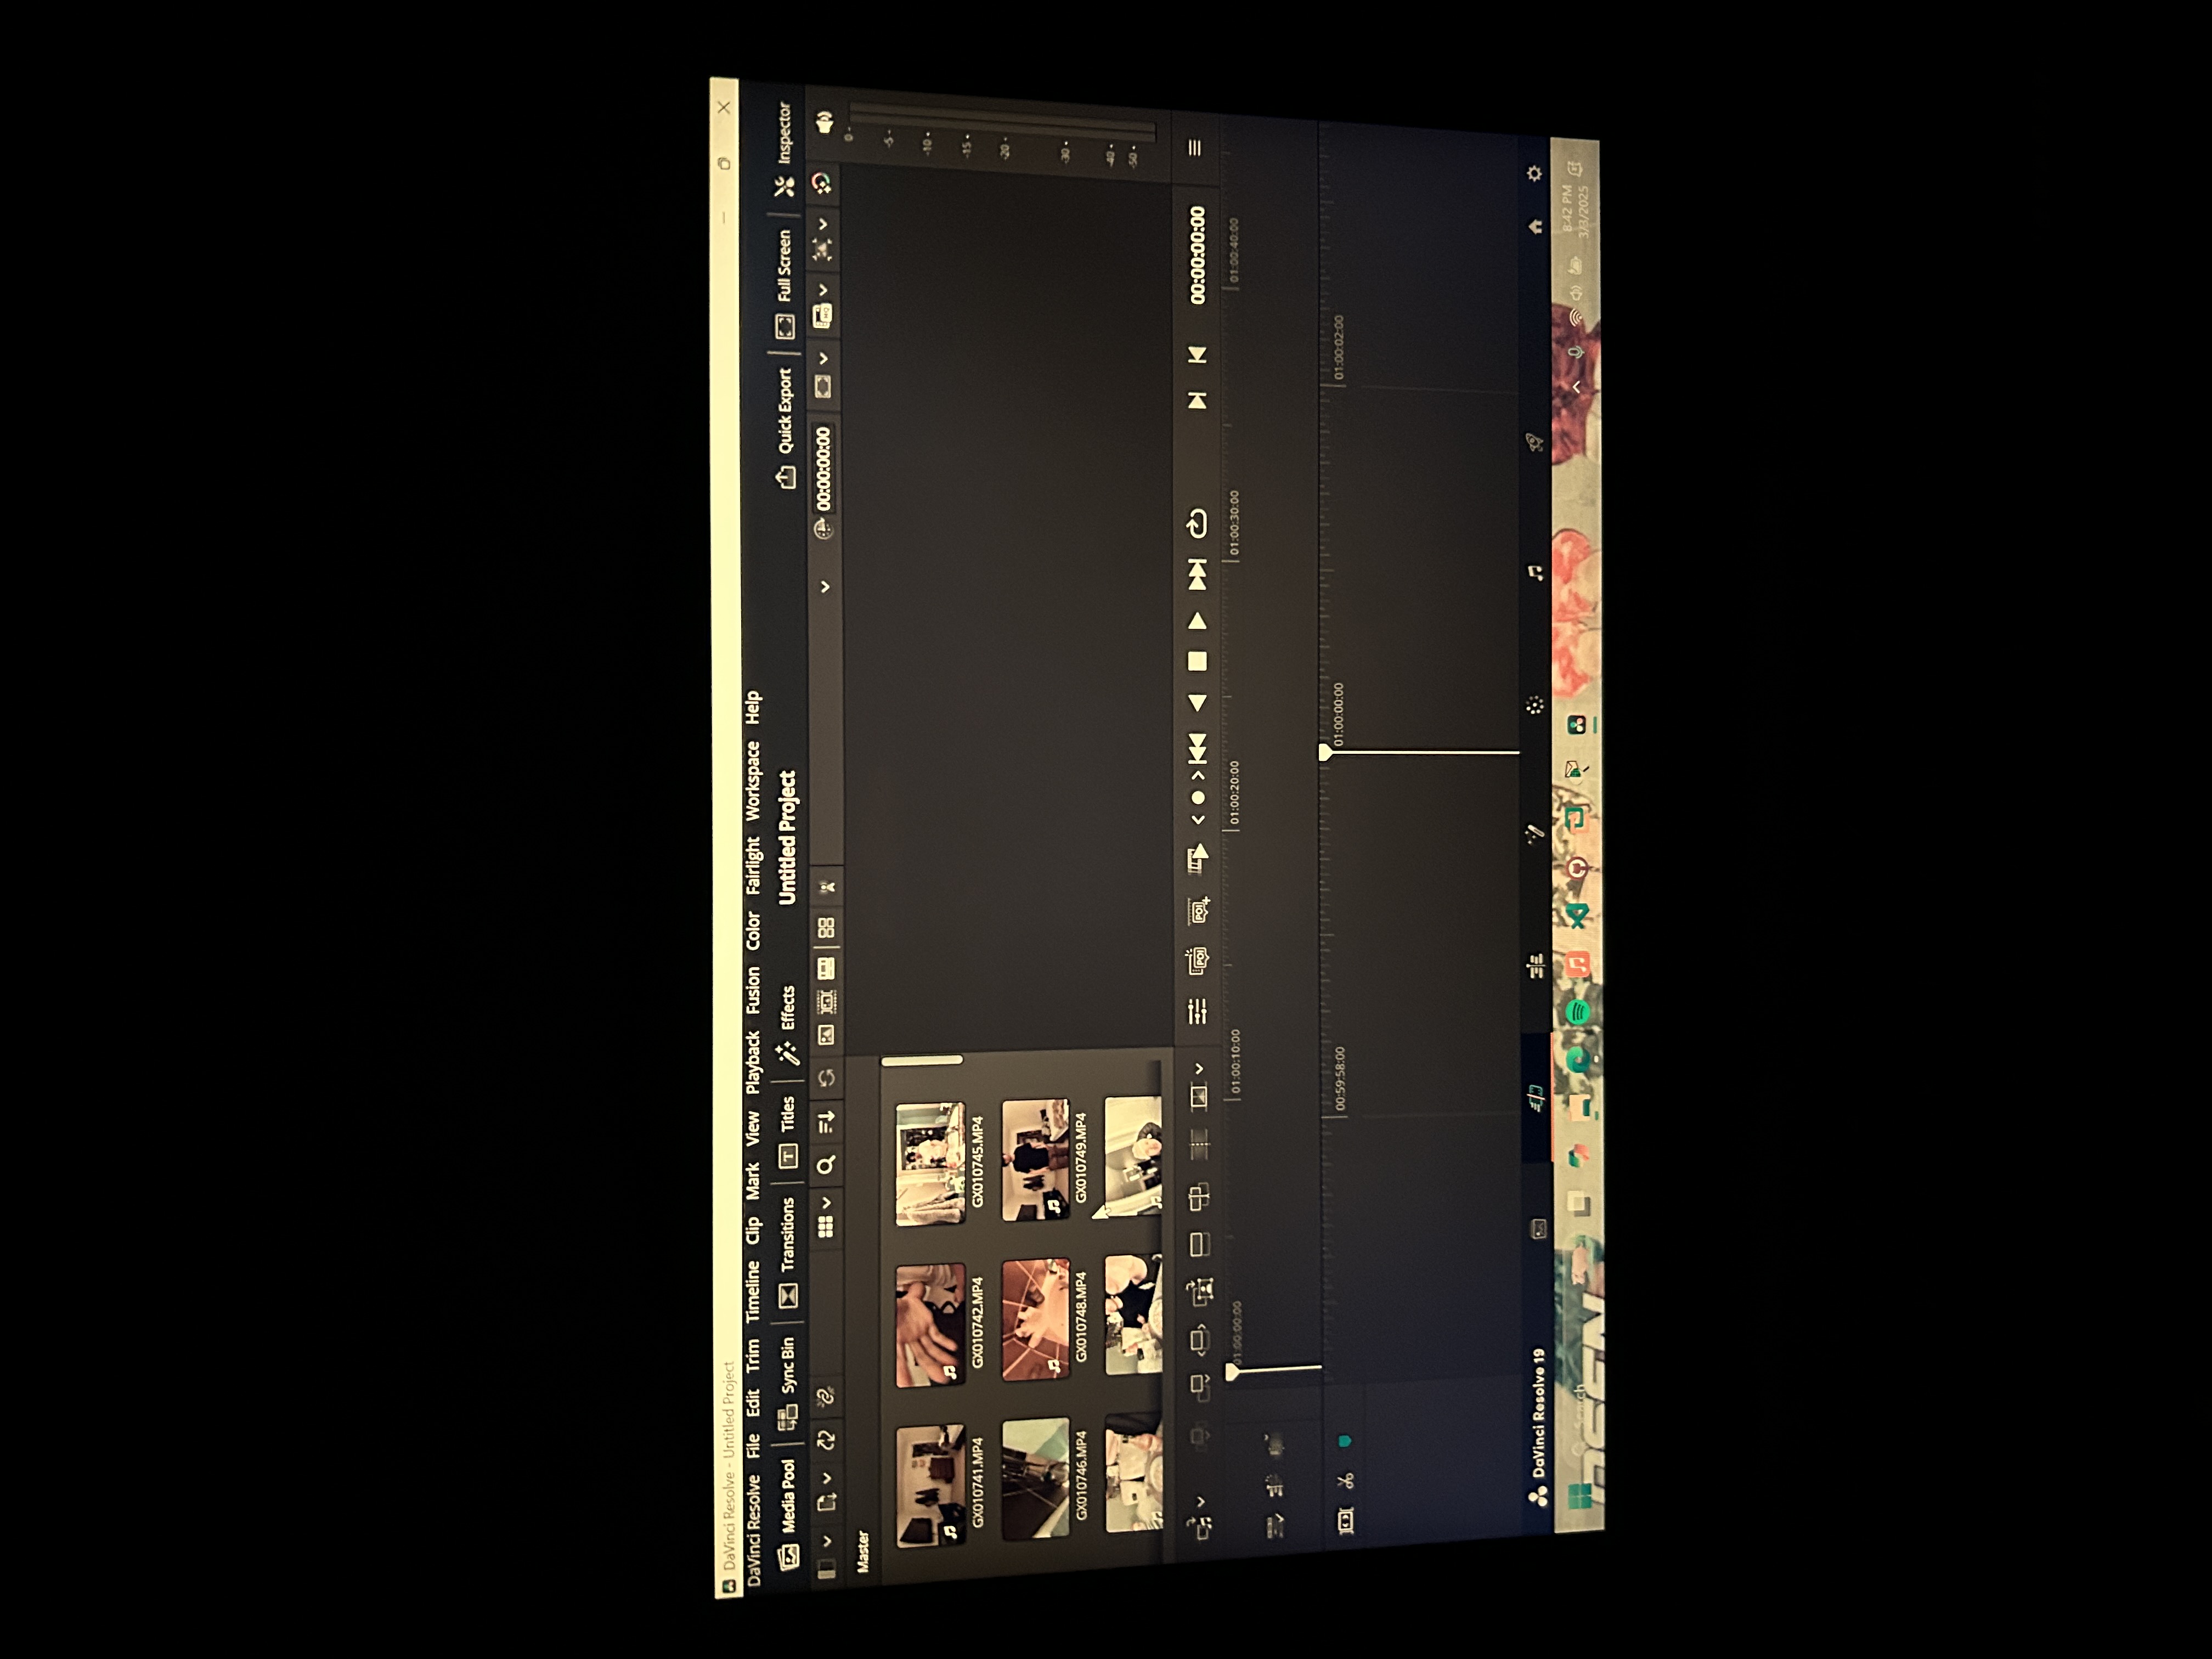 DaVinci Resolve - Untitled Project
DaVinci Resolve File Edit Trim Timeline Clip Mark View Playback Fusion Color Fairlight Workspace Help
Media Pool Sync Bin Transitions Titles Effects Untitled Project Quick Export Full Screen Inspector
00:00:00:00
Master
0
-5
-10
-15
-20
-30
-40
-50
GX010741.MP4 GX010742.MP4 GX010745.MP4
GX010746.MP4 GX010748.MP4 GX010749.MP4
POI POI 00:00:00:00
01:00:00:00 01:00:10:00 01:00:20:00 01:00:30:00 01:00:40:00
00:59:58:00 01:00:00:00 01:00:02:00
DaVinci Resolve 19
Search
8:42 PM
3/3/2025